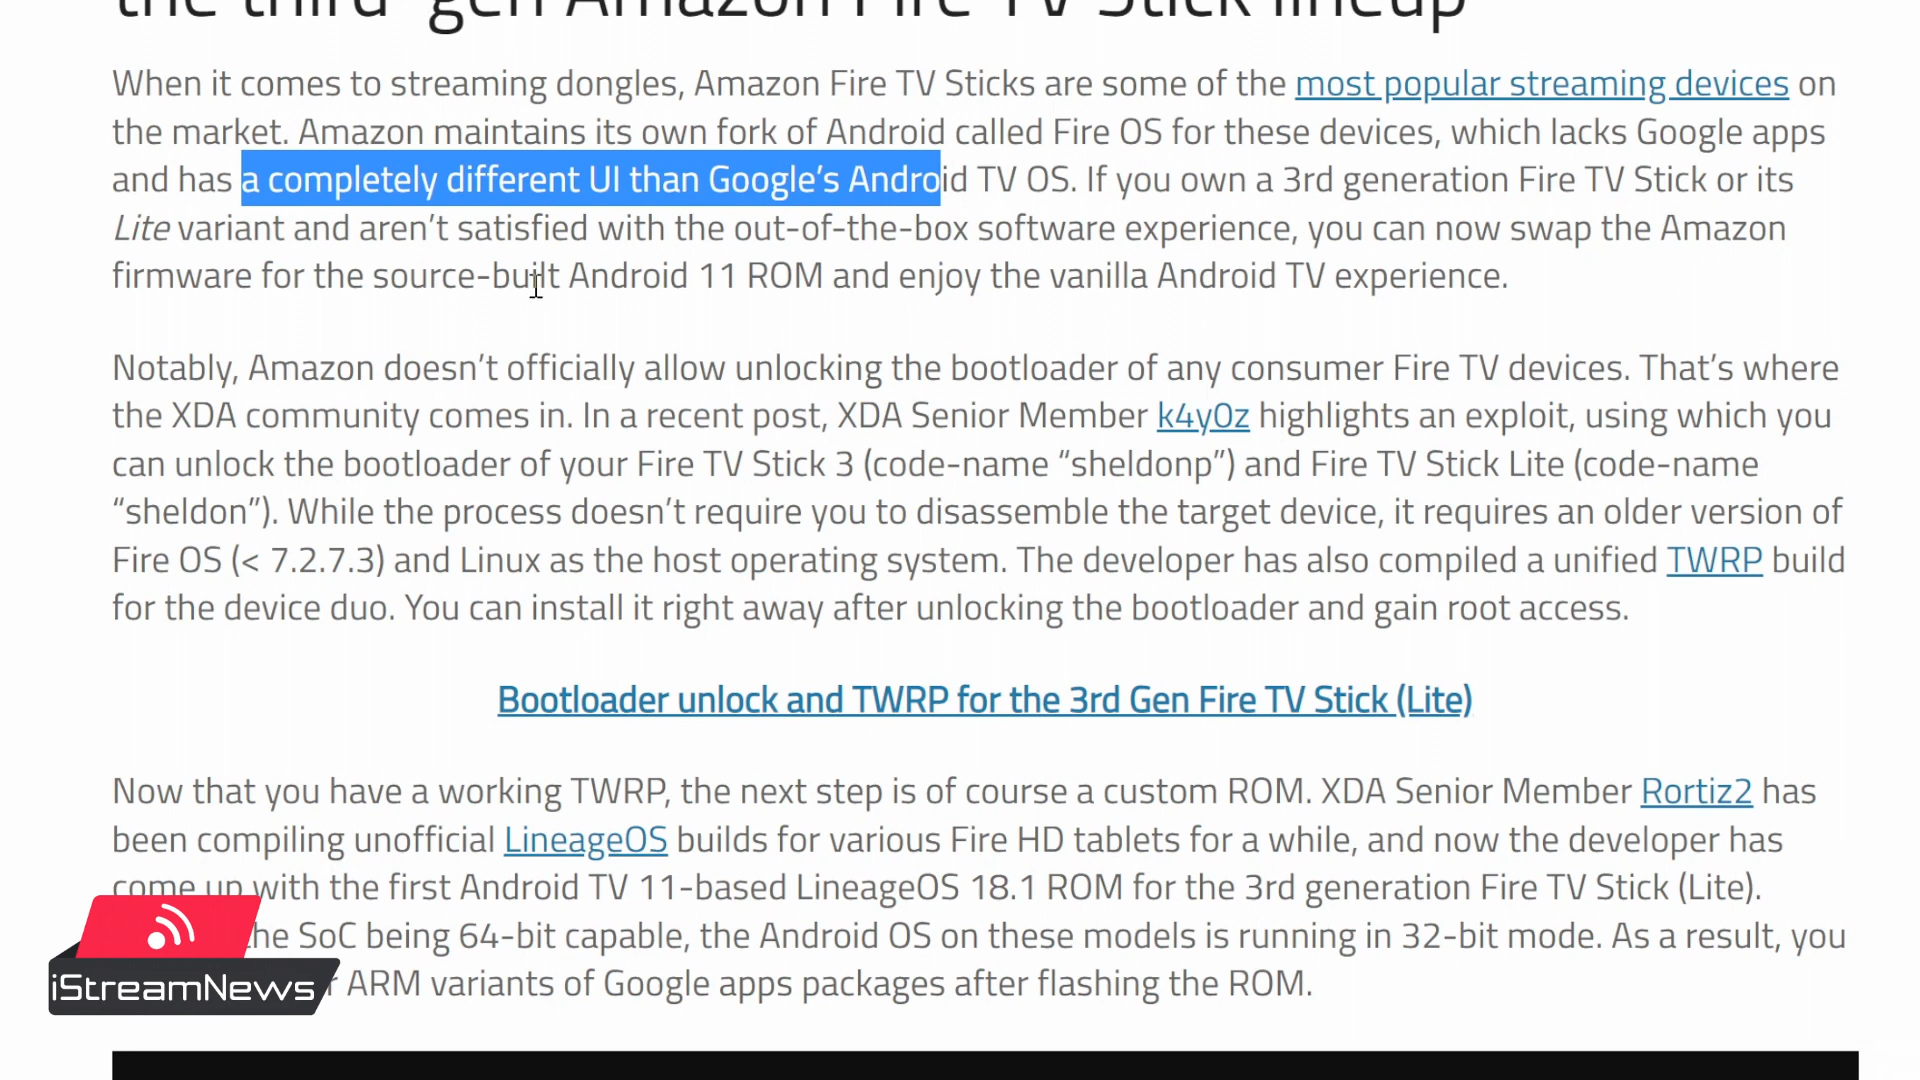 the third-gen Amazon Fire TV Stick lineup
When it comes to streaming dongles, Amazon Fire TV Sticks are some of the most popular streaming devices on
the market. Amazon maintains its own fork of Android called Fire OS for these devices, which lacks Google apps
and has a completely different UI than Google’s Android TV OS. If you own a 3rd generation Fire TV Stick or its
Lite variant and aren’t satisfied with the out-of-the-box software experience, you can now swap the Amazon
firmware for the source-built Android 11 ROM and enjoy the vanilla Android TV experience.
Notably, Amazon doesn’t officially allow unlocking the bootloader of any consumer Fire TV devices. That’s where
the XDA community comes in. In a recent post, XDA Senior Member k4y0z highlights an exploit, using which you
can unlock the bootloader of your Fire TV Stick 3 (code-name “sheldonp”) and Fire TV Stick Lite (code-name
“sheldon”). While the process doesn’t require you to disassemble the target device, it requires an older version of
Fire OS (< 7.2.7.3) and Linux as the host operating system. The developer has also compiled a unified TWRP build
for the device duo. You can install it right away after unlocking the bootloader and gain root access.
Bootloader unlock and TWRP for the 3rd Gen Fire TV Stick (Lite)
Now that you have a working TWRP, the next step is of course a custom ROM. XDA Senior Member Rortiz2 has
been compiling unofficial LineageOS builds for various Fire HD tablets for a while, and now the developer has
come up with the first Android TV 11-based LineageOS 18.1 ROM for the 3rd generation Fire TV Stick (Lite).
the SoC being 64-bit capable, the Android OS on these models is running in 32-bit mode. As a result, you
ARM variants of Google apps packages after flashing the ROM.
iStreamNews